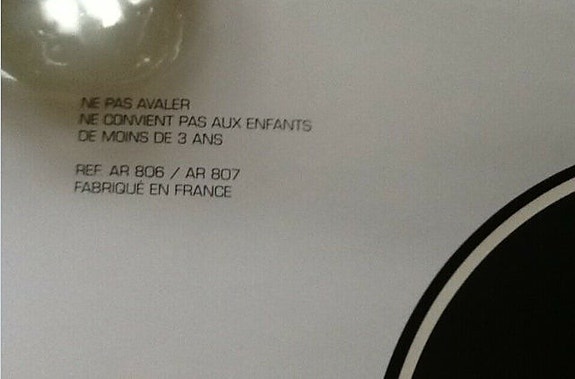 NE PAS AVALER
NE CONVIENT PAS AUX ENFANTS
DE MOINS DE 3 ANS
REF. AR 806 / AR 807
FABRIQUÉ EN FRANCE